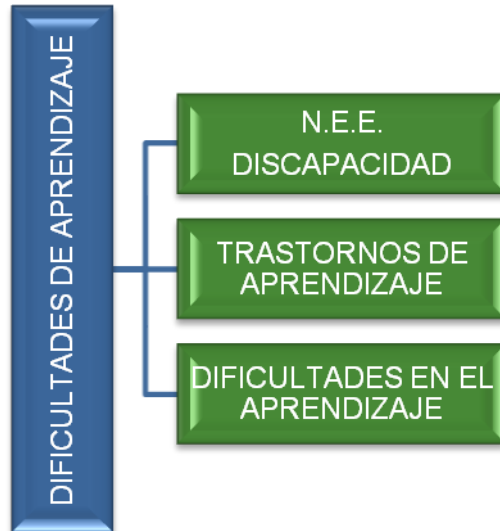 DIFICULTADES DE APRENDIZAJE
N.E.E.
DISCAPACIDAD
TRASTORNOS DE
APRENDIZAJE
DIFICULTADES EN EL
APRENDIZAJE